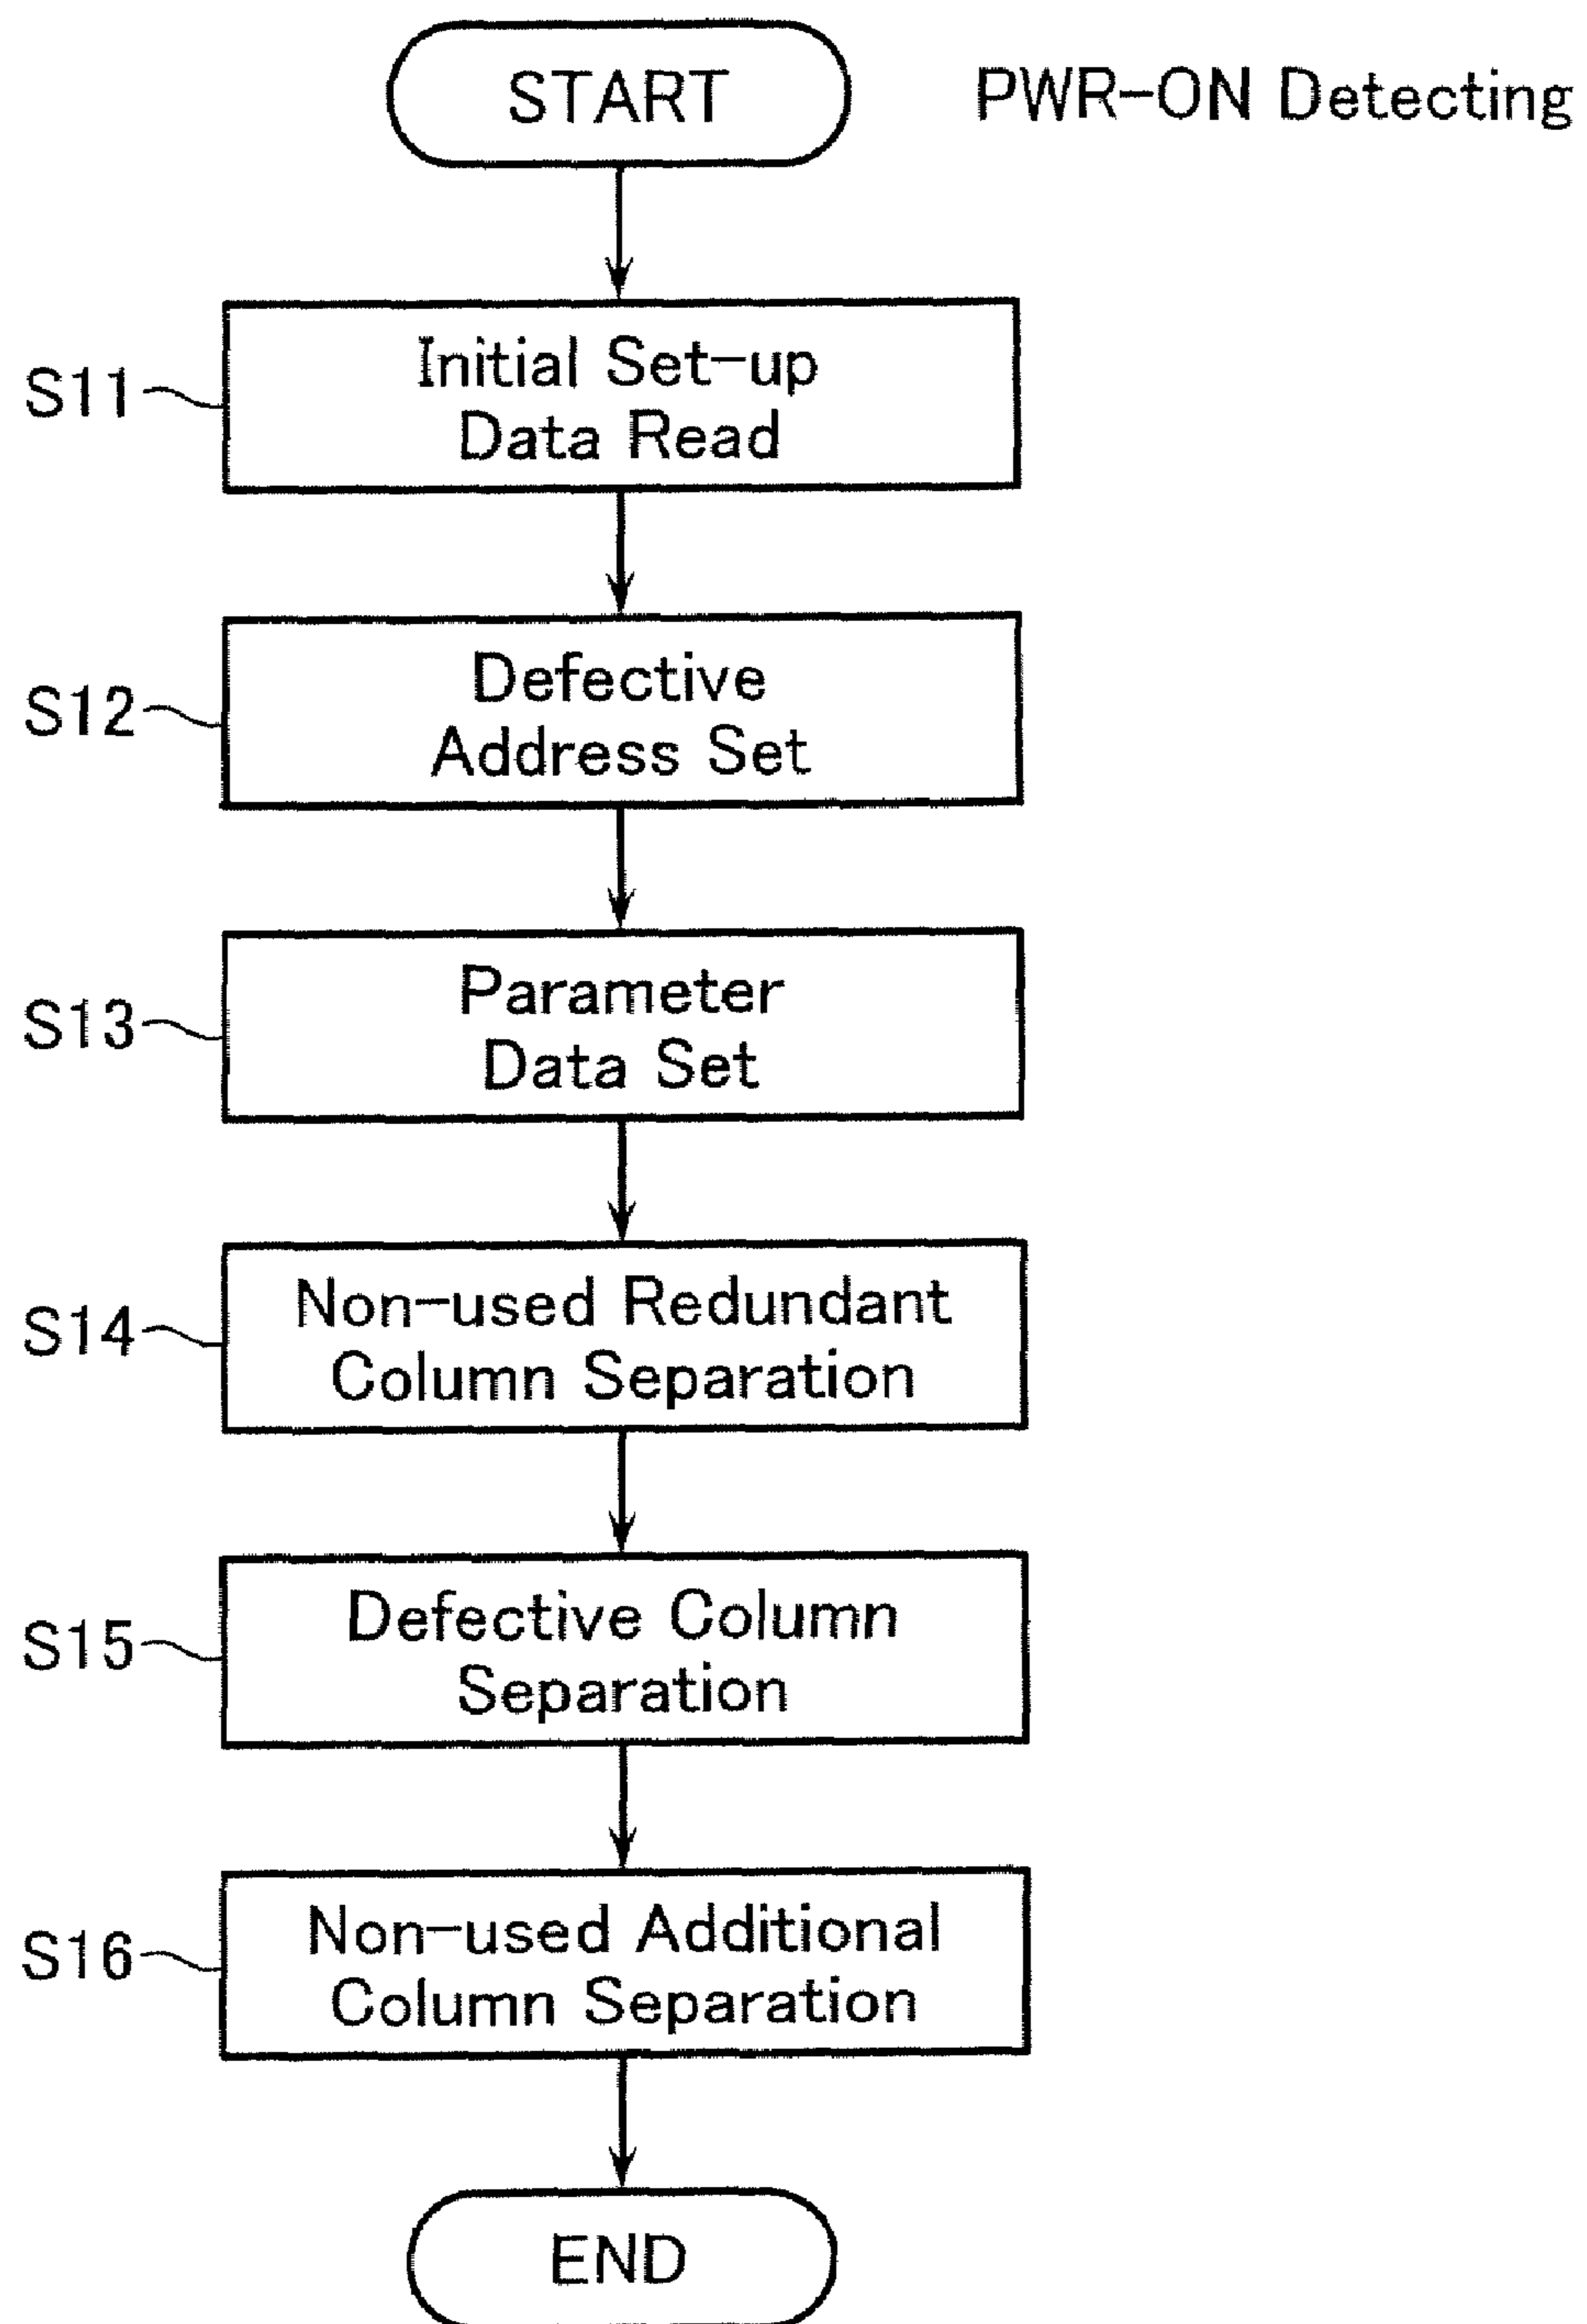 START
PWR-ON Detecting
S11
Initial Set-up
Data Read
S12
Defective
Address Set
S13
Parameter
Data Set
S14
Non-used Redundant
Column Separation
S15
Defective Column
Separation
S16
Non-used Additional
Column Separation
END